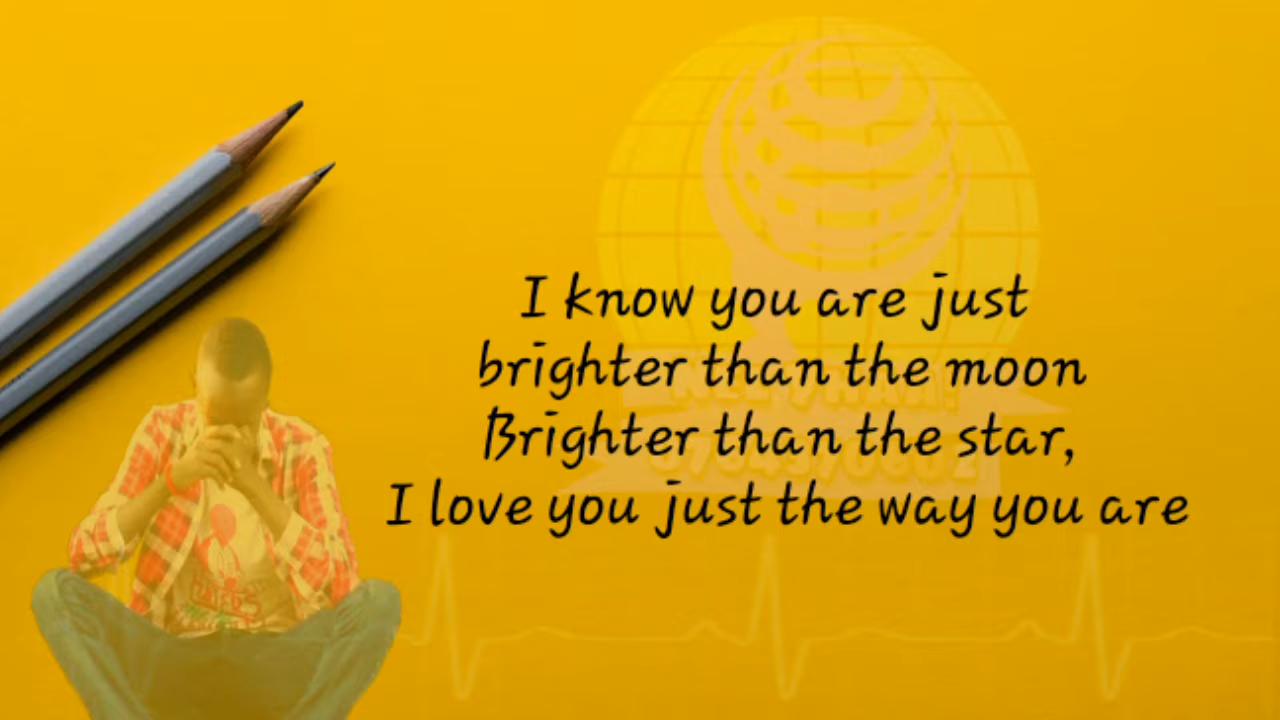 I know you are just
brighter than the moon
Brighter than the star,
I love you just the way you are